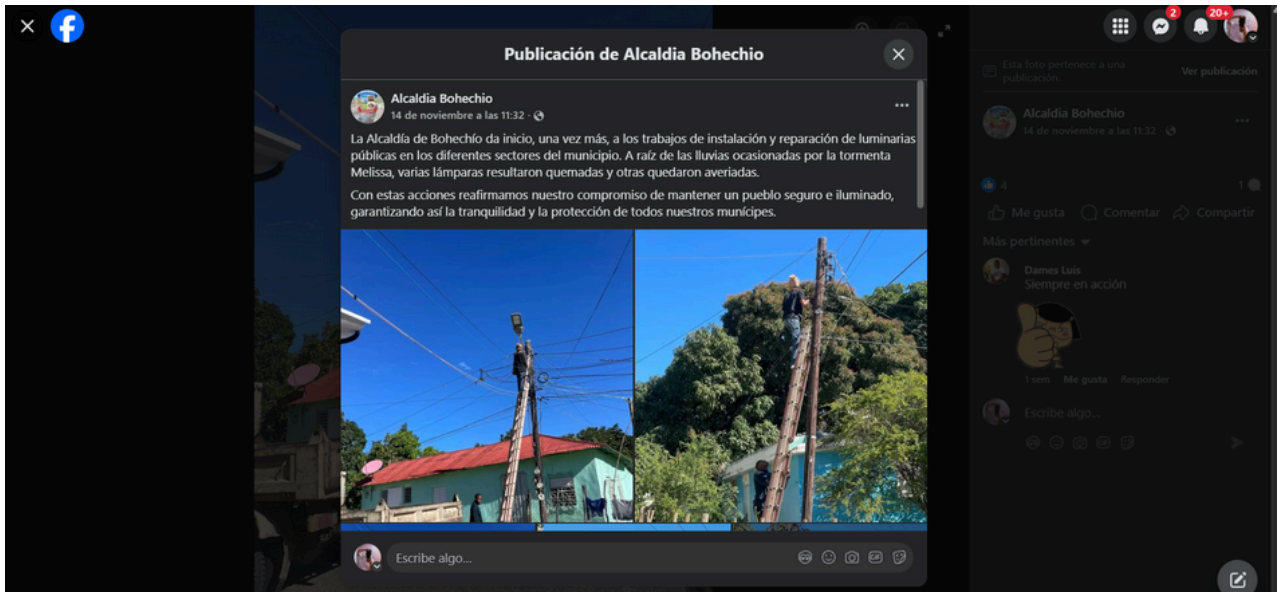 Publicación de Alcaldia Bohechio
2
20+
Alcaldia Bohechio
14 de noviembre a las 11:32
La Alcaldía de Bohechío da inicio, una vez más, a los trabajos de instalación y reparación de luminarias
públicas en los diferentes sectores del municipio. A raíz de las lluvias ocasionadas por la tormenta
Melissa, varias lámparas resultaron quemadas y otras quedaron averiadas.
Con estas acciones reafirmamos nuestro compromiso de mantener un pueblo seguro e iluminado,
garantizando así la tranquilidad y la protección de todos nuestros munícipes.
Escribe algo...
Esta foto pertenece a una
publicación.
Ver publicación
Alcaldia Bohechio
14 de noviembre a las 11:32
4
1
Me gusta Comentar Compartir
Más pertinentes
Dames Luis
Siempre en acción
1 sem Me gusta Responder
Escribe algo...